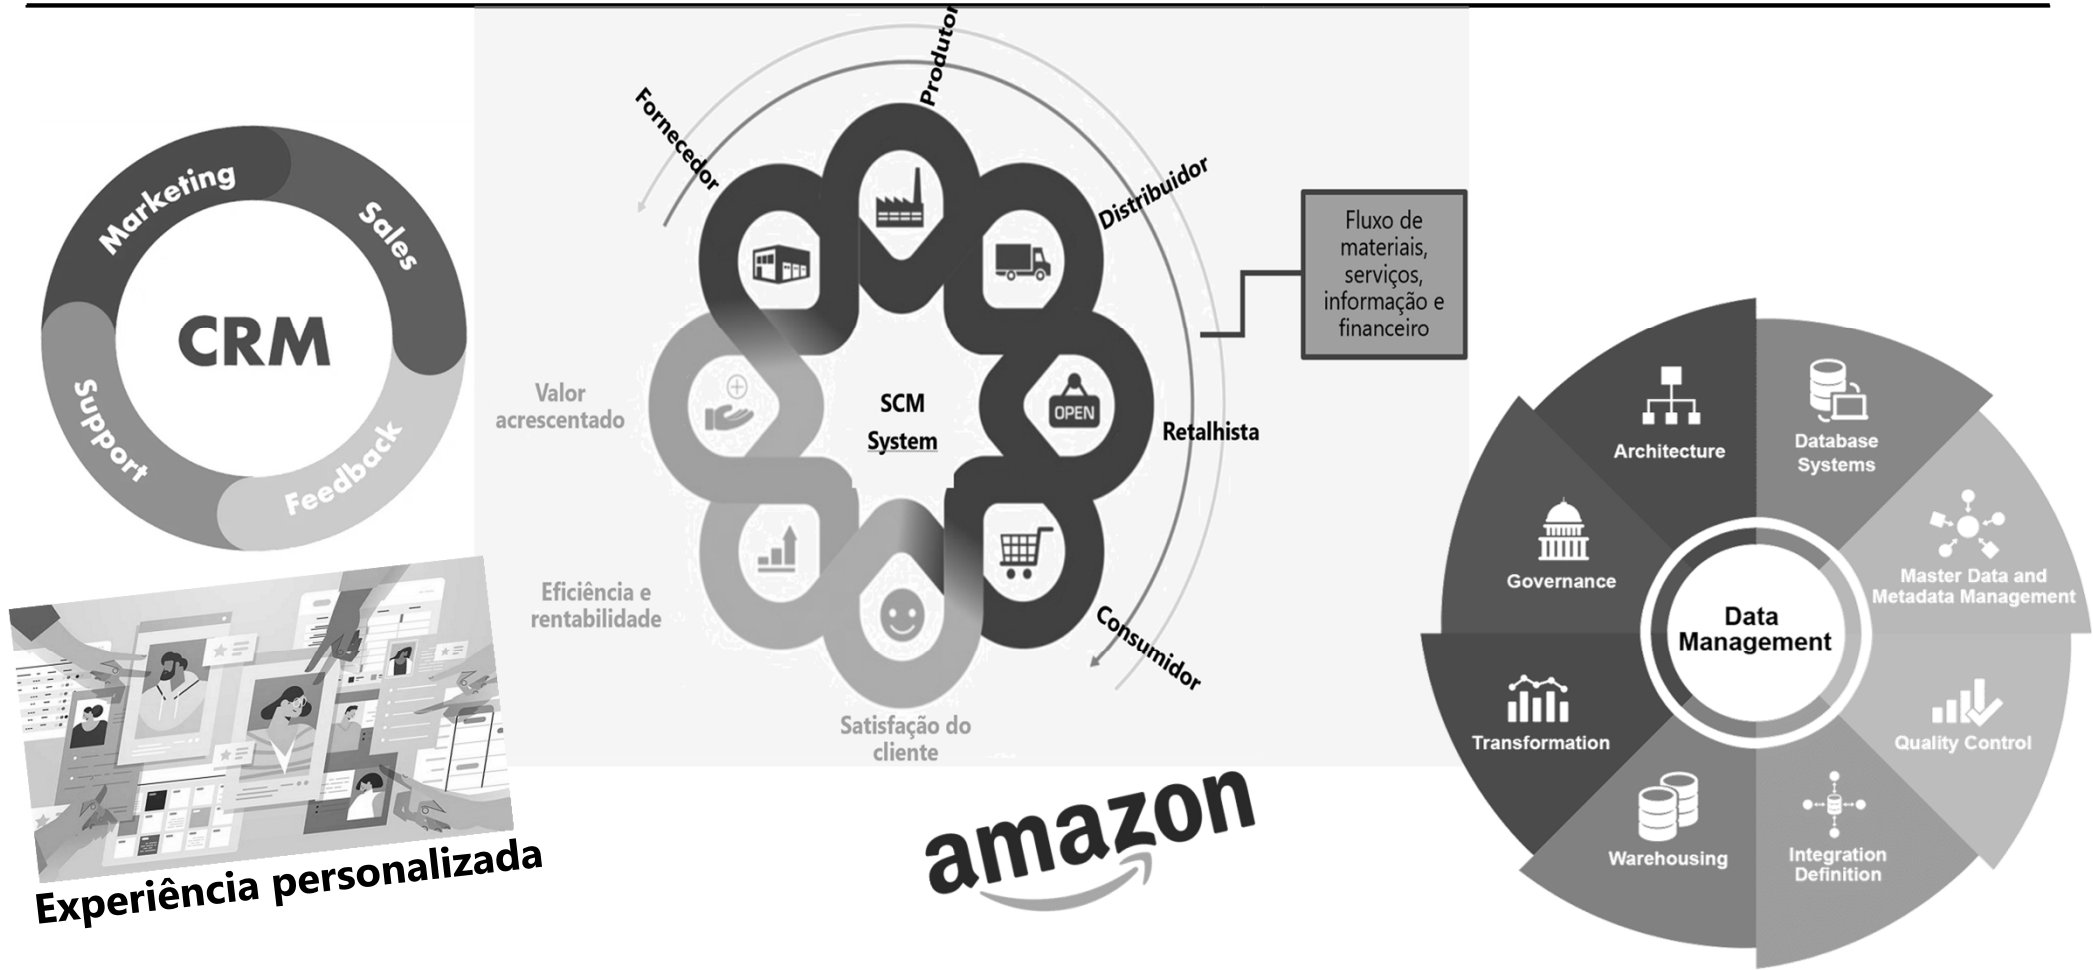 Marketing
Sales
CRM
Support
Feedback
Experiência personalizada
Fornecedor
Produtor
Distribuidor
Fluxo de
materiais,
serviços,
informação e
financeiro
OPEN
Retalhista
Consumidor
SCM
System
Valor
acrescentado
Eficiência e
rentabilidade
Satisfação do
cliente
amazon
Architecture
Database
Systems
Governance
Master Data and
Metadata Management
Data
Management
Transformation
Quality Control
Warehousing
Integration
Definition